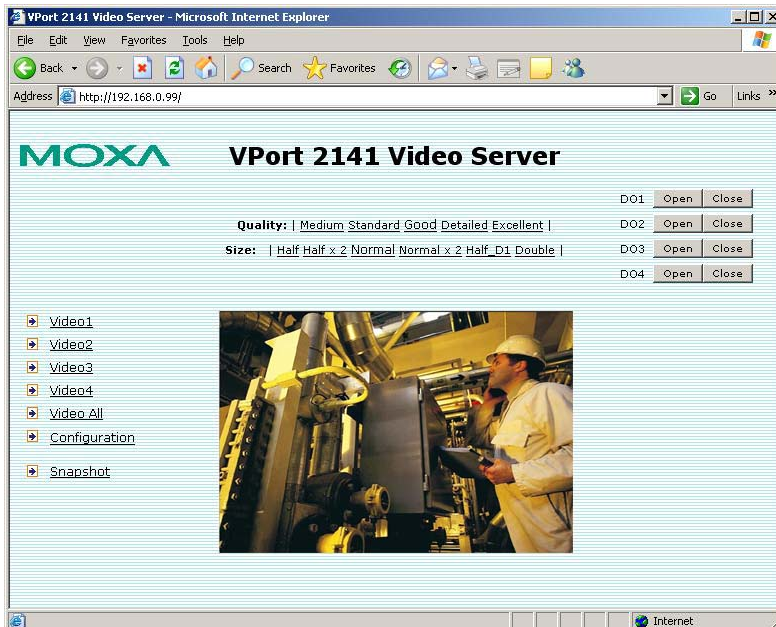 VPort 2141 Video Server - Microsoft Internet Explorer
File Edit View Favorites Tools Help
Back Search Favorites
Address http://192.168.0.99/ Go Links »
MOXA VPort 2141 Video Server
DO1 Open Close
Quality: | Medium Standard Good Detailed Excellent | DO2 Open Close
Size: | Half Half x 2 Normal Normal x 2 Half_D1 Double | DO3 Open Close
DO4 Open Close
Video1
Video2
Video3
Video4
Video All
Configuration
Snapshot
Internet